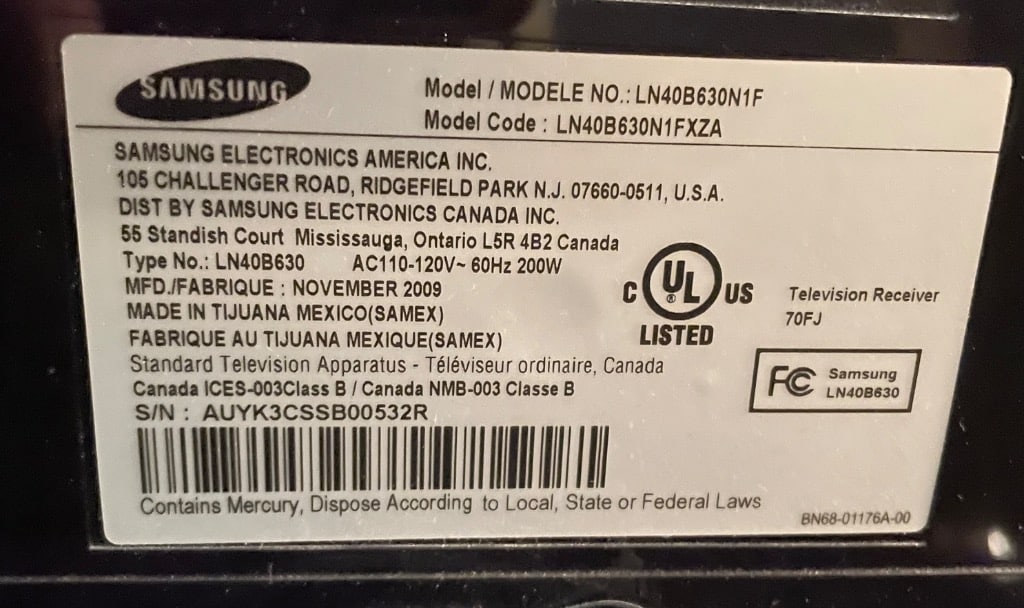 SAMSUNG
Model / MODELE NO.: LN40B630N1F
Model Code : LN40B630N1FXZA
SAMSUNG ELECTRONICS AMERICA INC.
105 CHALLENGER ROAD, RIDGEFIELD PARK N.J. 07660-0511, U.S.A.
DIST BY SAMSUNG ELECTRONICS CANADA INC.
55 Standish Court Mississauga, Ontario L5R 4B2 Canada
Type No.: LN40B630 AC110-120V~ 60Hz 200W
MFD./FABRIQUE : NOVEMBER 2009
MADE IN TIJUANA MEXICO(SAMEX)
FABRIQUE AU TIJUANA MEXIQUE(SAMEX)
Standard Television Apparatus - Téléviseur ordinaire, Canada
Canada ICES-003Class B / Canada NMB-003 Classe B
S/N : AUYK3CSSB00532R
C UL® US
LISTED
Television Receiver
70FJ
FC Samsung
LN40B630
Contains Mercury, Dispose According to Local, State or Federal Laws
BN68-01176A-00